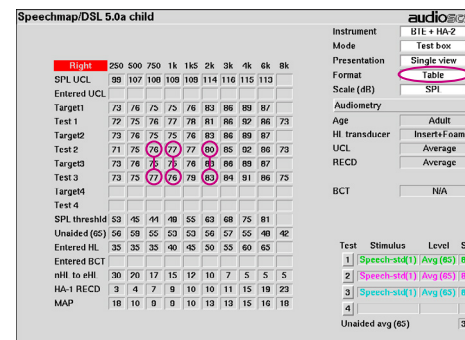 Speechmap/DSL 5.0a child
Instrument BTE + HA-2
Mode Test box
Presentation Single view
Format Table
Scale (dB) SPL
Audiometry
Age Adult
HL transducer Insert+Foam
UCL Average
RECD Average
BCT N/A
Right 250 500 750 1k 1k5 2k 3k 4k 6k 8k
SPL UCL 99 107 108 109 109 114 116 115 113
Entered UCL
Target1 73 76 75 75 76 83 86 89 87
Test 1 72 75 76 77 78 81 86 92 86 73
Target2 73 76 75 75 76 83 86 89 87
Test 2 71 75 76 77 77 80 85 92 86 73
Target3 73 76 75 75 76 83 86 89 87
Test 3 73 75 77 76 79 83 84 91 86 75
Target4
Test 4
SPL threshld 53 45 44 48 55 63 68 75 81
Unaided (65) 56 59 55 53 53 56 57 55 48 42
Entered HL 35 35 35 40 45 50 55 60 65
Entered BCT
nHL to eHL 30 20 17 15 12 10 7 5 5 5
HA-1 RECD 3 4 7 9 10 10 11 15 19 23
MAP 18 10 9 9 10 13 13 15 16 18
Test Stimulus Level
1 Speech-std(1) Avg (65)
2 Speech-std(1) Avg (65)
3 Speech-std(1) Avg (65)
4
Unaided avg (65)